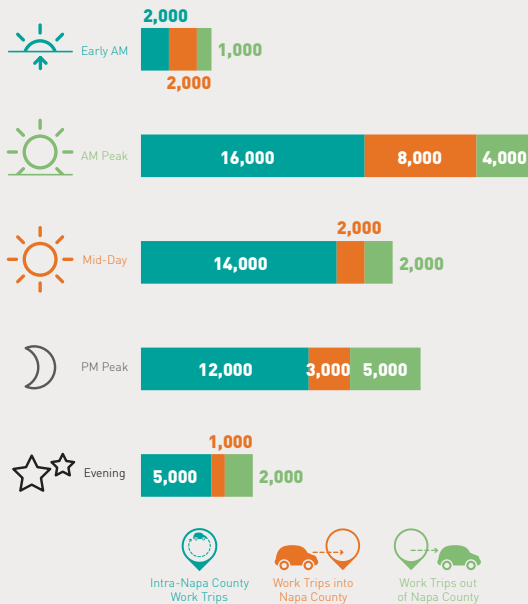 2,000
Early AM
1,000
2,000
AM Peak
16,000
8,000
4,000
2,000
Mid-Day
14,000
2,000
PM Peak
12,000
3,000
5,000
1,000
Evening
5,000
2,000
Intra-Napa County
Work Trips
Work Trips into
Napa County
Work Trips out
of Napa County